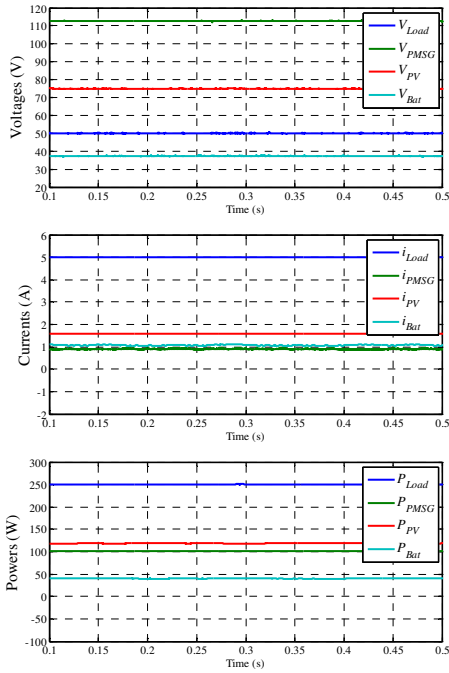 120
110
100
90
80
70
60
50
40
30
20
Voltages (V)
V_Load
V_PMSG
V_PV
V_Bat
0.1 0.15 0.2 0.25 0.3 0.35 0.4 0.45 0.5
Time (s)
6
5
4
3
2
1
0
-1
-2
Currents (A)
i_Load
i_PMSG
i_PV
i_Bat
0.1 0.15 0.2 0.25 0.3 0.35 0.4 0.45 0.5
Time (s)
300
250
200
150
100
50
0
-50
-100
Powers (W)
P_Load
P_PMSG
P_PV
P_Bat
0.1 0.15 0.2 0.25 0.3 0.35 0.4 0.45 0.5
Time (s)